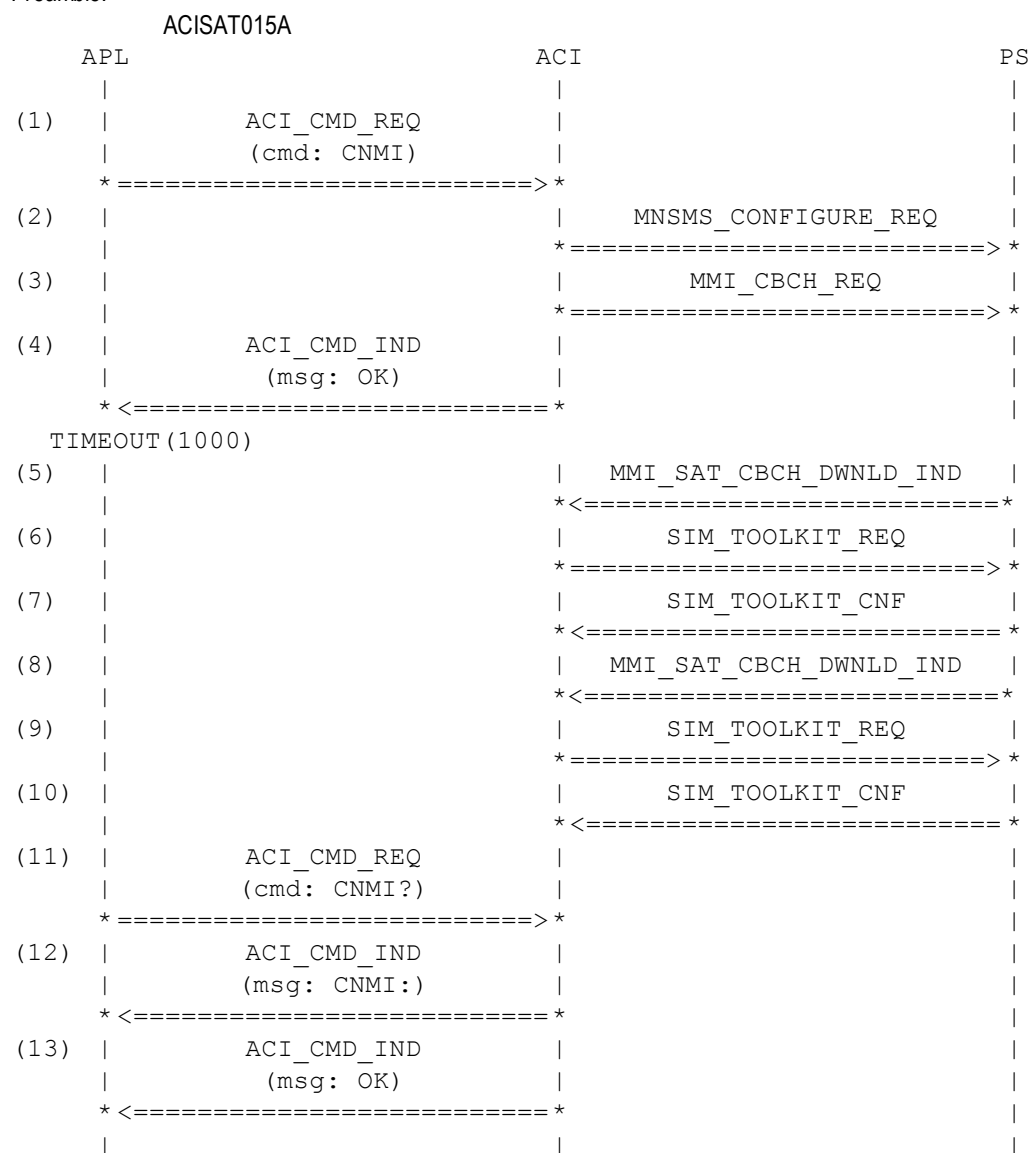 ACISAT015A
APL ACI PS
| | |
(1) | ACI_CMD_REQ | |
| (cmd: CNMI) | |
*==========================>* |
(2) | | MNSMS_CONFIGURE_REQ |
| *==========================>*
(3) | | MMI_CBCH_REQ |
| *==========================>*
(4) | ACI_CMD_IND | |
| (msg: OK) | |
*<==========================* |
TIMEOUT(1000)
(5) | | MMI_SAT_CBCH_DWNLD_IND |
| *<==========================*
(6) | | SIM_TOOLKIT_REQ |
| *==========================>*
(7) | | SIM_TOOLKIT_CNF |
| *<==========================*
(8) | | MMI_SAT_CBCH_DWNLD_IND |
| *<==========================*
(9) | | SIM_TOOLKIT_REQ |
| *==========================>*
(10) | | SIM_TOOLKIT_CNF |
| *<==========================*
(11) | ACI_CMD_REQ | |
| (cmd: CNMI?) | |
*==========================>* |
(12) | ACI_CMD_IND | |
| (msg: CNMI:) | |
*<==========================* |
(13) | ACI_CMD_IND | |
| (msg: OK) | |
*<==========================* |
| | |